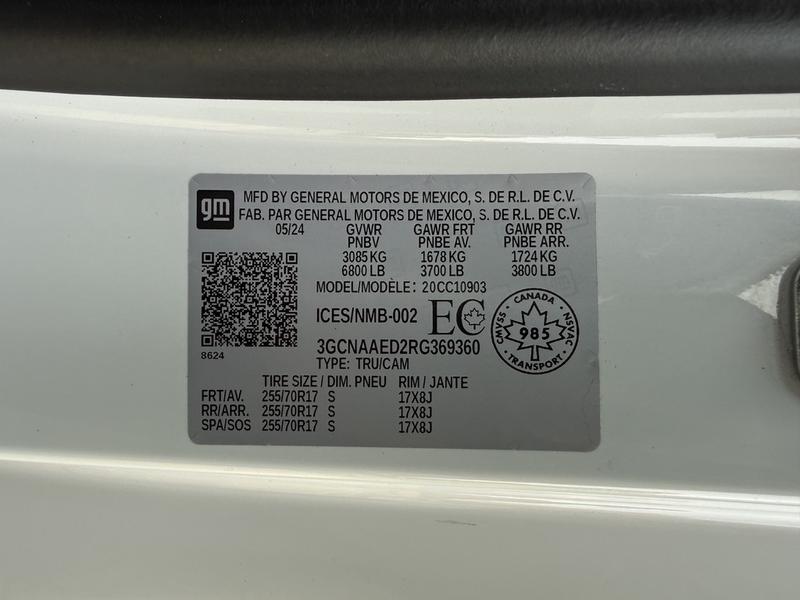 gm
MFD BY GENERAL MOTORS DE MEXICO, S. DE R.L. DE C.V.
FAB. PAR GENERAL MOTORS DE MEXICO, S. DE R.L. DE C.V.
05/24 GVWR GAWR FRT GAWR RR
PNBV PNBE AV. PNBE ARR.
3085 KG 1678 KG 1724 KG
6800 LB 3700 LB 3800 LB
MODEL/MODÈLE: 20CC10903
ICES/NMB-002 EC
CANADA
CMVSS 985 NSVAC
TRANSPORT
3GCNAAED2RG369360
8624
TYPE: TRU/CAM
TIRE SIZE / DIM. PNEU RIM / JANTE
FRT/AV. 255/70R17 S 17X8J
RR/ARR. 255/70R17 S 17X8J
SPA/SOS 255/70R17 S 17X8J